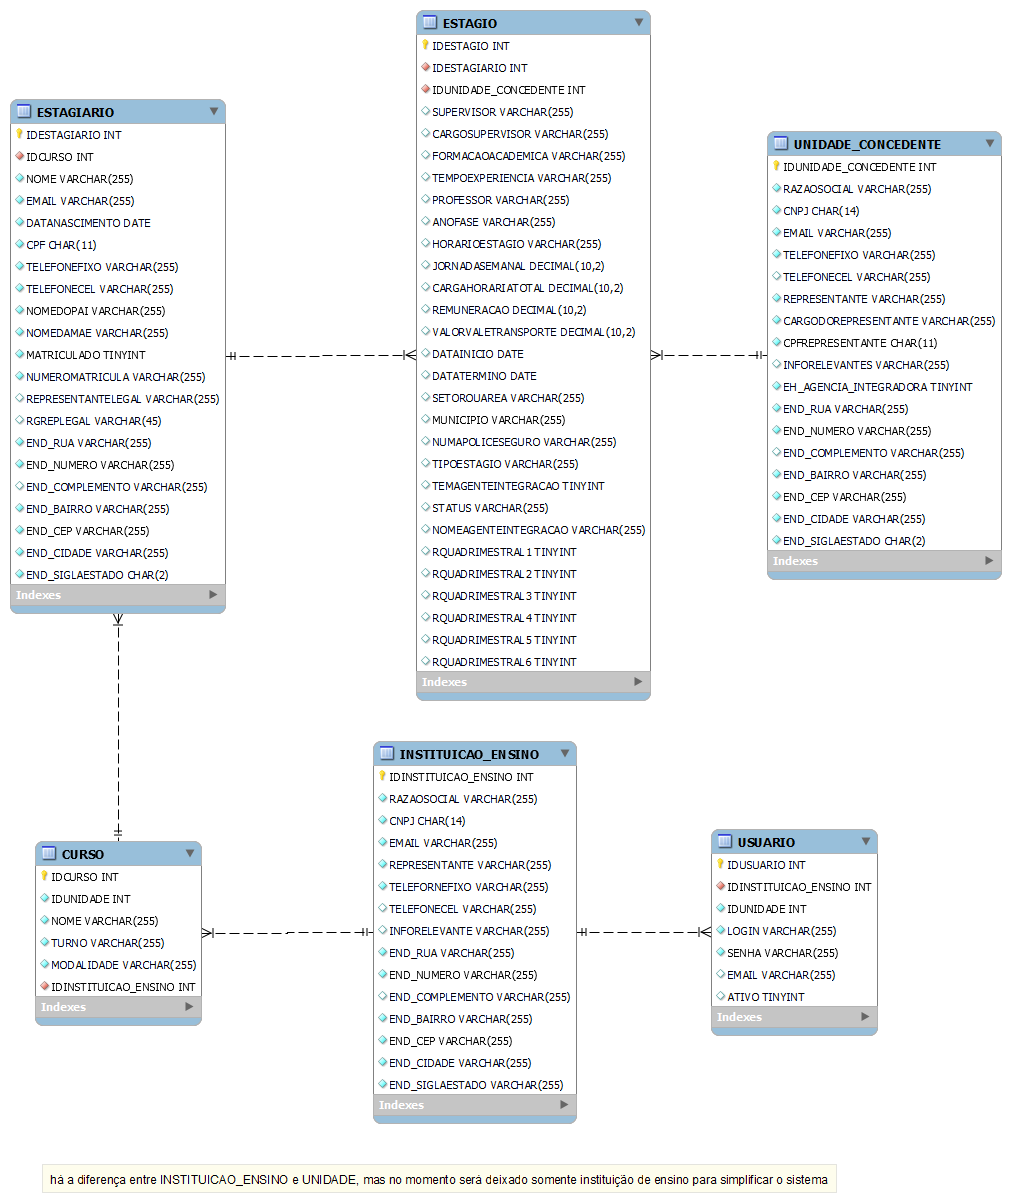 ESTAGIO
IDESTAGIO INT
IDESTAGIARIO INT
IDUNIDADE_CONCEDENTE INT
SUPERVISOR VARCHAR(255)
CARGOSUPERVISOR VARCHAR(255)
FORMACAOACADEMICA VARCHAR(255)
TEMPOEXPERIENCIA VARCHAR(255)
PROFESSOR VARCHAR(255)
ANOFASE VARCHAR(255)
HORARIOESTAGIO VARCHAR(255)
JORNADASEMANAL DECIMAL(10,2)
CARGAHORARIATOTAL DECIMAL(10,2)
REMUNERACAO DECIMAL(10,2)
VALORVALETRANSPORTE DECIMAL(10,2)
DATAINICIO DATE
DATATERMINO DATE
SETOROUAREA VARCHAR(255)
MUNICIPIO VARCHAR(255)
NUMAPOLICESEGURO VARCHAR(255)
TIPOESTAGIO VARCHAR(255)
TEMAGENTEINTEGRACAO TINYINT
STATUS VARCHAR(255)
NOMEAGENTEINTEGRACAO VARCHAR(255)
RQUADRIMESTRAL1 TINYINT
RQUADRIMESTRAL2 TINYINT
RQUADRIMESTRAL3 TINYINT
RQUADRIMESTRAL4 TINYINT
RQUADRIMESTRAL5 TINYINT
RQUADRIMESTRAL6 TINYINT
Indexes
ESTAGIARIO
IDESTAGIARIO INT
IDCURSO INT
NOME VARCHAR(255)
EMAIL VARCHAR(255)
DATANASCIMENTO DATE
CPF CHAR(11)
TELEFONEFIXO VARCHAR(255)
TELEFONECEL VARCHAR(255)
NOMEDOPAI VARCHAR(255)
NOMEDAMAE VARCHAR(255)
MATRICULADO TINYINT
NUMEROMATRICULA VARCHAR(255)
REPRESENTANTELEGAL VARCHAR(255)
RGREPLEGAL VARCHAR(45)
END_RUA VARCHAR(255)
END_NUMERO VARCHAR(255)
END_COMPLEMENTO VARCHAR(255)
END_BAIRRO VARCHAR(255)
END_CEP VARCHAR(255)
END_CIDADE VARCHAR(255)
END_SIGLAESTADO CHAR(2)
Indexes
UNIDADE_CONCEDENTE
IDUNIDADE_CONCEDENTE INT
RAZAOSOCIAL VARCHAR(255)
CNPJ CHAR(14)
EMAIL VARCHAR(255)
TELEFONEFIXO VARCHAR(255)
TELEFONECEL VARCHAR(255)
REPRESENTANTE VARCHAR(255)
CARGODOREPRESENTANTE VARCHAR(255)
CPFREPRESENTANTE CHAR(11)
INFORELEVANTES VARCHAR(255)
EH_AGENCIA_INTEGRADORA TINYINT
END_RUA VARCHAR(255)
END_NUMERO VARCHAR(255)
END_COMPLEMENTO VARCHAR(255)
END_BAIRRO VARCHAR(255)
END_CEP VARCHAR(255)
END_CIDADE VARCHAR(255)
END_SIGLAESTADO CHAR(2)
Indexes
CURSO
IDCURSO INT
IDUNIDADE INT
NOME VARCHAR(255)
TURNO VARCHAR(255)
MODALIDADE VARCHAR(255)
IDINSTITUICAO_ENSINO INT
Indexes
INSTITUICAO_ENSINO
IDINSTITUICAO_ENSINO INT
RAZAOSOCIAL VARCHAR(255)
CNPJ CHAR(14)
EMAIL VARCHAR(255)
REPRESENTANTE VARCHAR(255)
TELEFORNEFIXO VARCHAR(255)
TELEFONECEL VARCHAR(255)
INFORELEVANTE VARCHAR(255)
END_RUA VARCHAR(255)
END_NUMERO VARCHAR(255)
END_COMPLEMENTO VARCHAR(255)
END_BAIRRO VARCHAR(255)
END_CEP VARCHAR(255)
END_CIDADE VARCHAR(255)
END_SIGLAESTADO VARCHAR(255)
Indexes
USUARIO
IDUSUARIO INT
IDINSTITUICAO_ENSINO INT
IDUNIDADE INT
LOGIN VARCHAR(255)
SENHA VARCHAR(255)
EMAIL VARCHAR(255)
ATIVO TINYINT
Indexes
há a diferença entre INSTITUICAO_ENSINO e UNIDADE, mas no momento será deixado somente instituição de ensino para simplificar o sistema